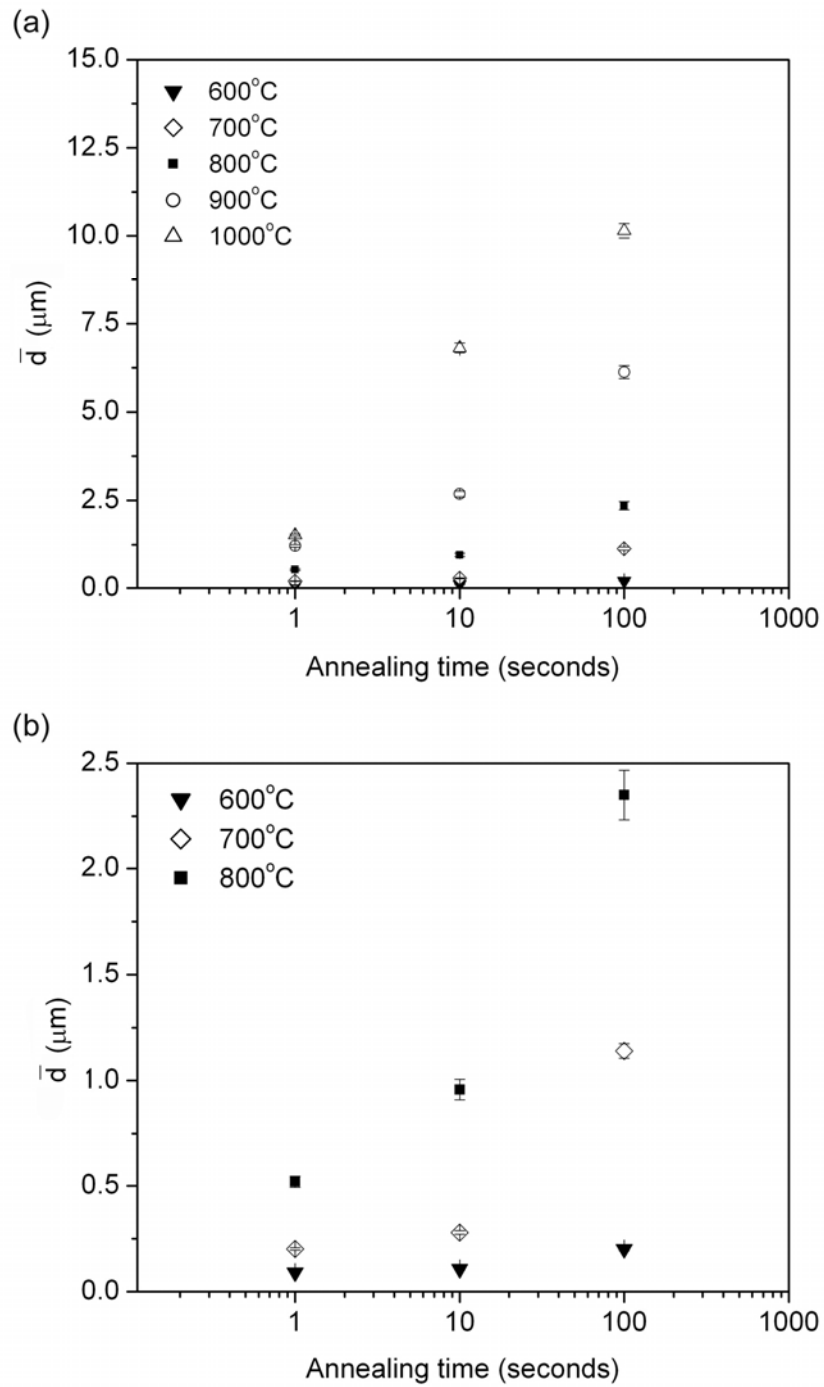 (a)
15.0
12.5
10.0
7.5
5.0
2.5
0.0
600°C
700°C
800°C
900°C
1000°C
d̅ (μm)
1 10 100 1000
Annealing time (seconds)
(b)
2.5
2.0
1.5
1.0
0.5
0.0
600°C
700°C
800°C
d̅ (μm)
1 10 100 1000
Annealing time (seconds)